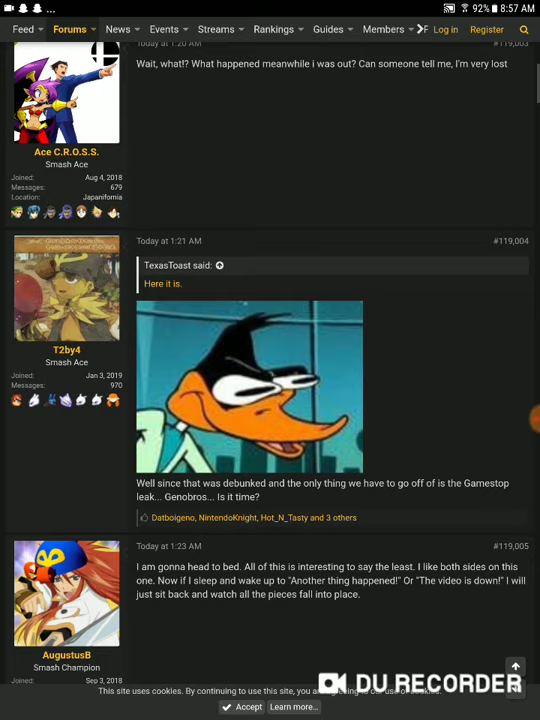 92% 8:57 AM
Feed Forums News Events Streams Rankings Guides Members Log in Register
Today at 1:20 AM #119,003
Wait, what!? What happened meanwhile i was out? Can someone tell me, I'm very lost
Ace C.R.O.S.S.
Smash Ace
Joined: Aug 4, 2018
Messages: 679
Location: Japanifornia
Today at 1:21 AM #119,004
TexasToast said:
Here it is.
T2by4
Smash Ace
Joined: Jan 3, 2019
Messages: 970
Well since that was debunked and the only thing we have to go off of is the Gamestop
leak... Genobros... Is it time?
Datboigeno, NintendoKnight, Hot_N_Tasty and 3 others
Today at 1:23 AM #119,005
I am gonna head to bed. All of this is interesting to say the least. I like both sides on this
one. Now if I sleep and wake up to "Another thing happened!" Or "The video is down!" I will
just sit back and watch all the pieces fall into place.
AugustusB
Smash Champion
Joined: Sep 3, 2018
This site uses cookies. By continuing to use this site, you are agreeing to our use of cookies.
DU RECORDER
Accept Learn more...